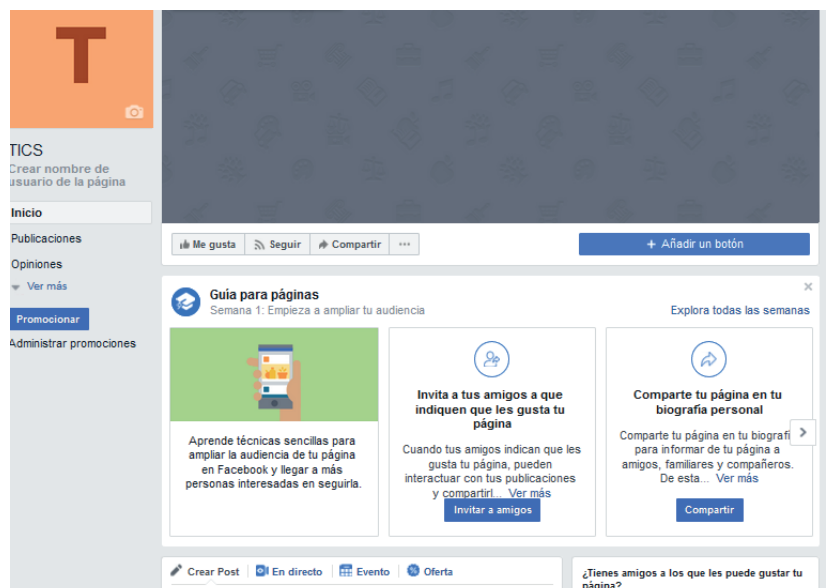 T
TICS
Crear nombre de
usuario de la página
Inicio
Publicaciones
Opiniones
Ver más
Promocionar
Administrar promociones
Me gusta
Seguir
Compartir
+ Añadir un botón
Guía para páginas
Semana 1: Empieza a ampliar tu audiencia
Explora todas las semanas
Aprende técnicas sencillas para
ampliar la audiencia de tu página
en Facebook y llegar a más
personas interesadas en seguirla.
Invita a tus amigos a que
indiquen que les gusta tu
página
Cuando tus amigos indican que les
gusta tu página, pueden
interactuar con tus publicaciones
y compartirl... Ver más
Invitar a amigos
Comparte tu página en tu
biografía personal
Comparte tu página en tu biografí
para informar de tu página a
amigos, familiares y compañeros.
De esta... Ver más
Compartir
Crear Post
En directo
Evento
Oferta
¿Tienes amigos a los que les puede gustar tu
página?